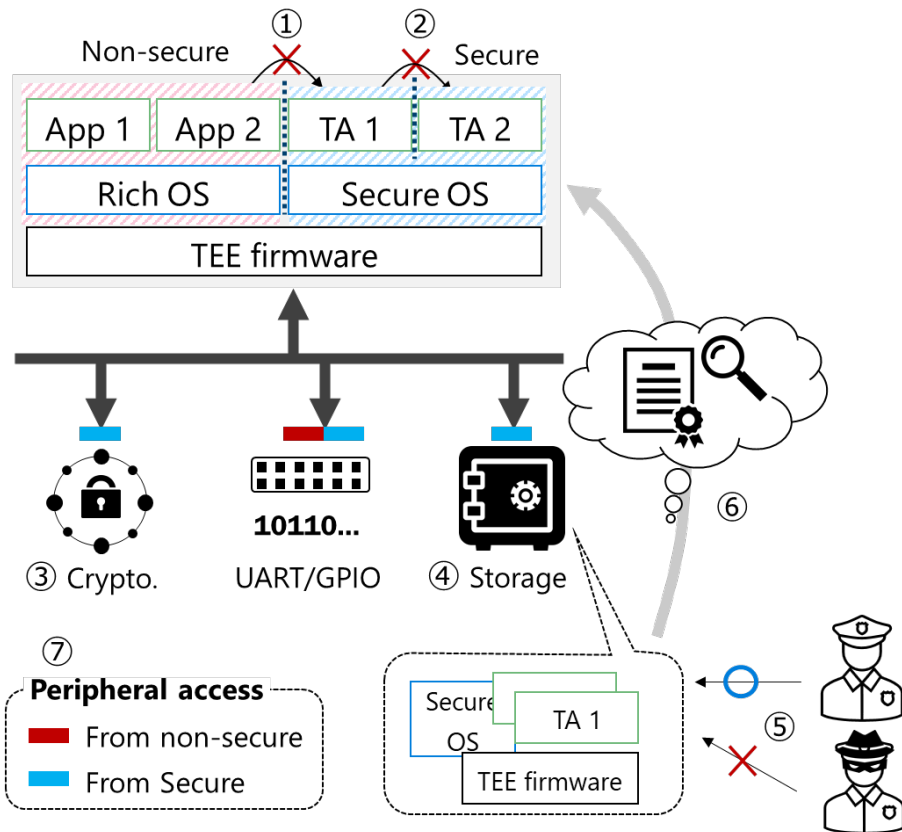 ① ②
Non-secure Secure
App 1 App 2 TA 1 TA 2
Rich OS Secure OS
TEE firmware
10110...
③ Crypto. UART/GPIO ④ Storage
⑥
⑦
Peripheral access
From non-secure
From Secure
Secure
OS
TA 1
TEE firmware
⑤